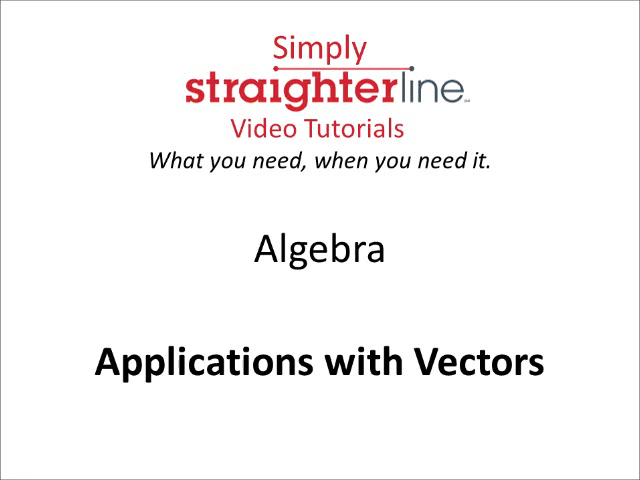 Simply
straighterline
Video Tutorials
What you need, when you need it.
Algebra
Applications with Vectors